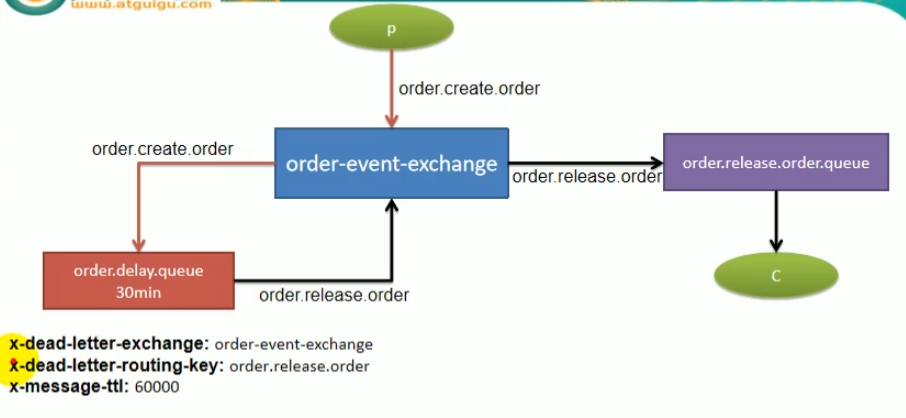 www.atguigu.com
p
order.create.order
order.create.order
order-event-exchange
order.release.order
order.release.order.queue
order.delay.queue
30min
order.release.order
C
x-dead-letter-exchange: order-event-exchange
x-dead-letter-routing-key: order.release.order
x-message-ttl: 60000